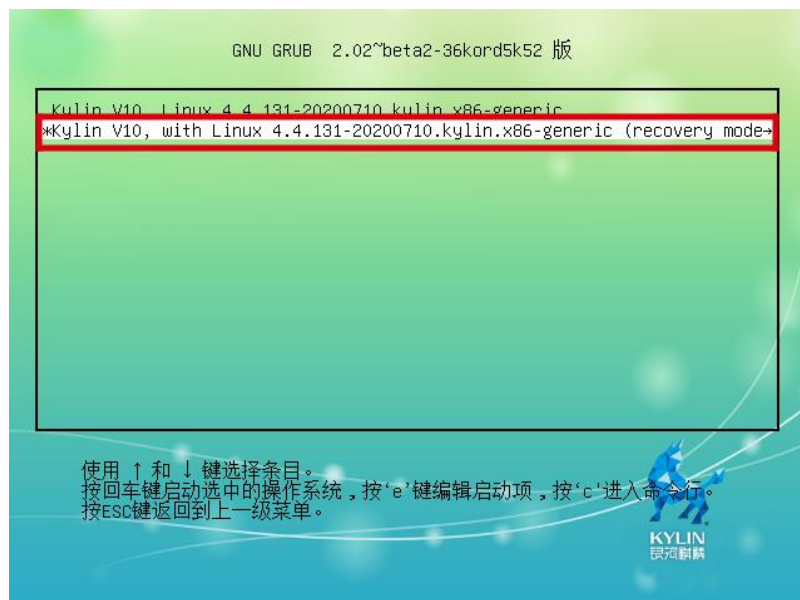 GNU GRUB 2.02~beta2-36kord5k52 版
Kylin V10, Linux 4.4.131-20200710.kylin.x86-generic
*Kylin V10, with Linux 4.4.131-20200710.kylin.x86-generic (recovery mode→
使用 ↑ 和 ↓ 键选择条目。
按回车键启动选中的操作系统，按‘e’键编辑启动项，按‘c'进入命令行。
按ESC键返回到上一级菜单。
KYLIN
银河麒麟